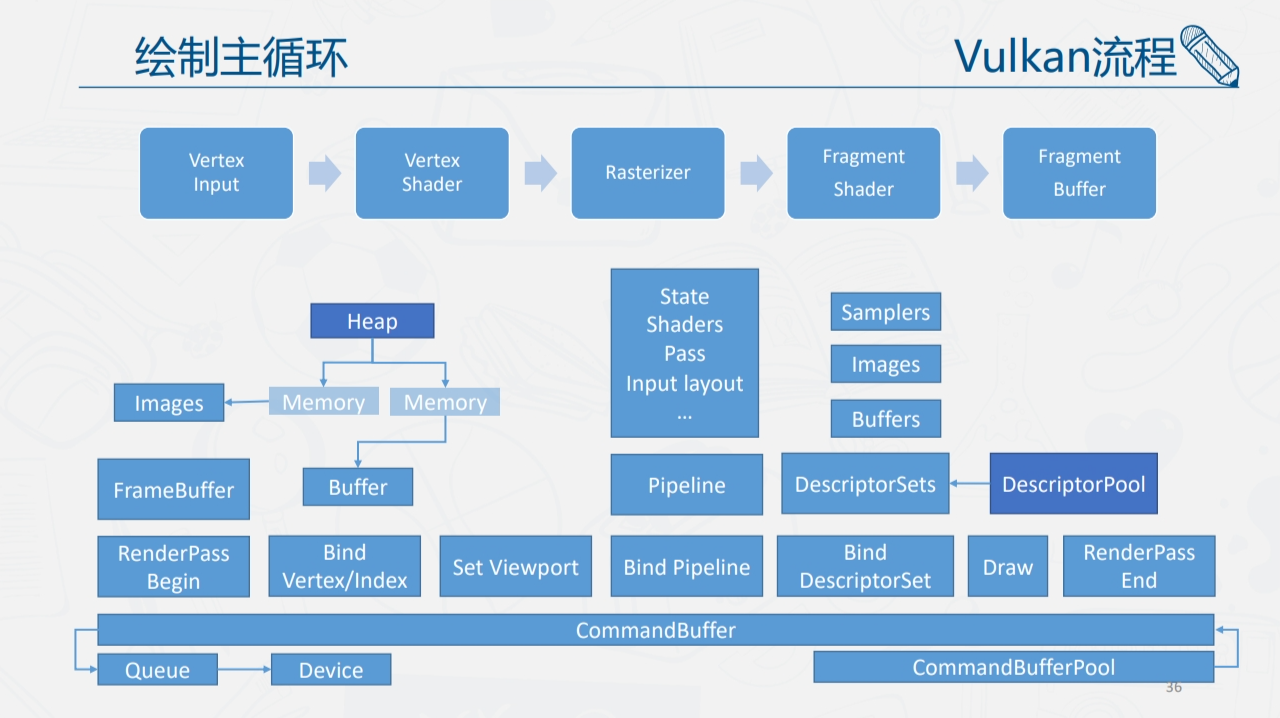 绘制主循环
Vulkan流程
Vertex
Input
Vertex
Shader
Rasterizer
Fragment
Shader
Fragment
Buffer
Heap
Memory
Memory
Images
Buffer
State
Shaders
Pass
Input layout
...
Samplers
Images
Buffers
FrameBuffer
Pipeline
DescriptorSets
DescriptorPool
RenderPass
Begin
Bind
Vertex/Index
Set Viewport
Bind Pipeline
Bind
DescriptorSet
Draw
RenderPass
End
CommandBuffer
Queue
Device
CommandBufferPool
36